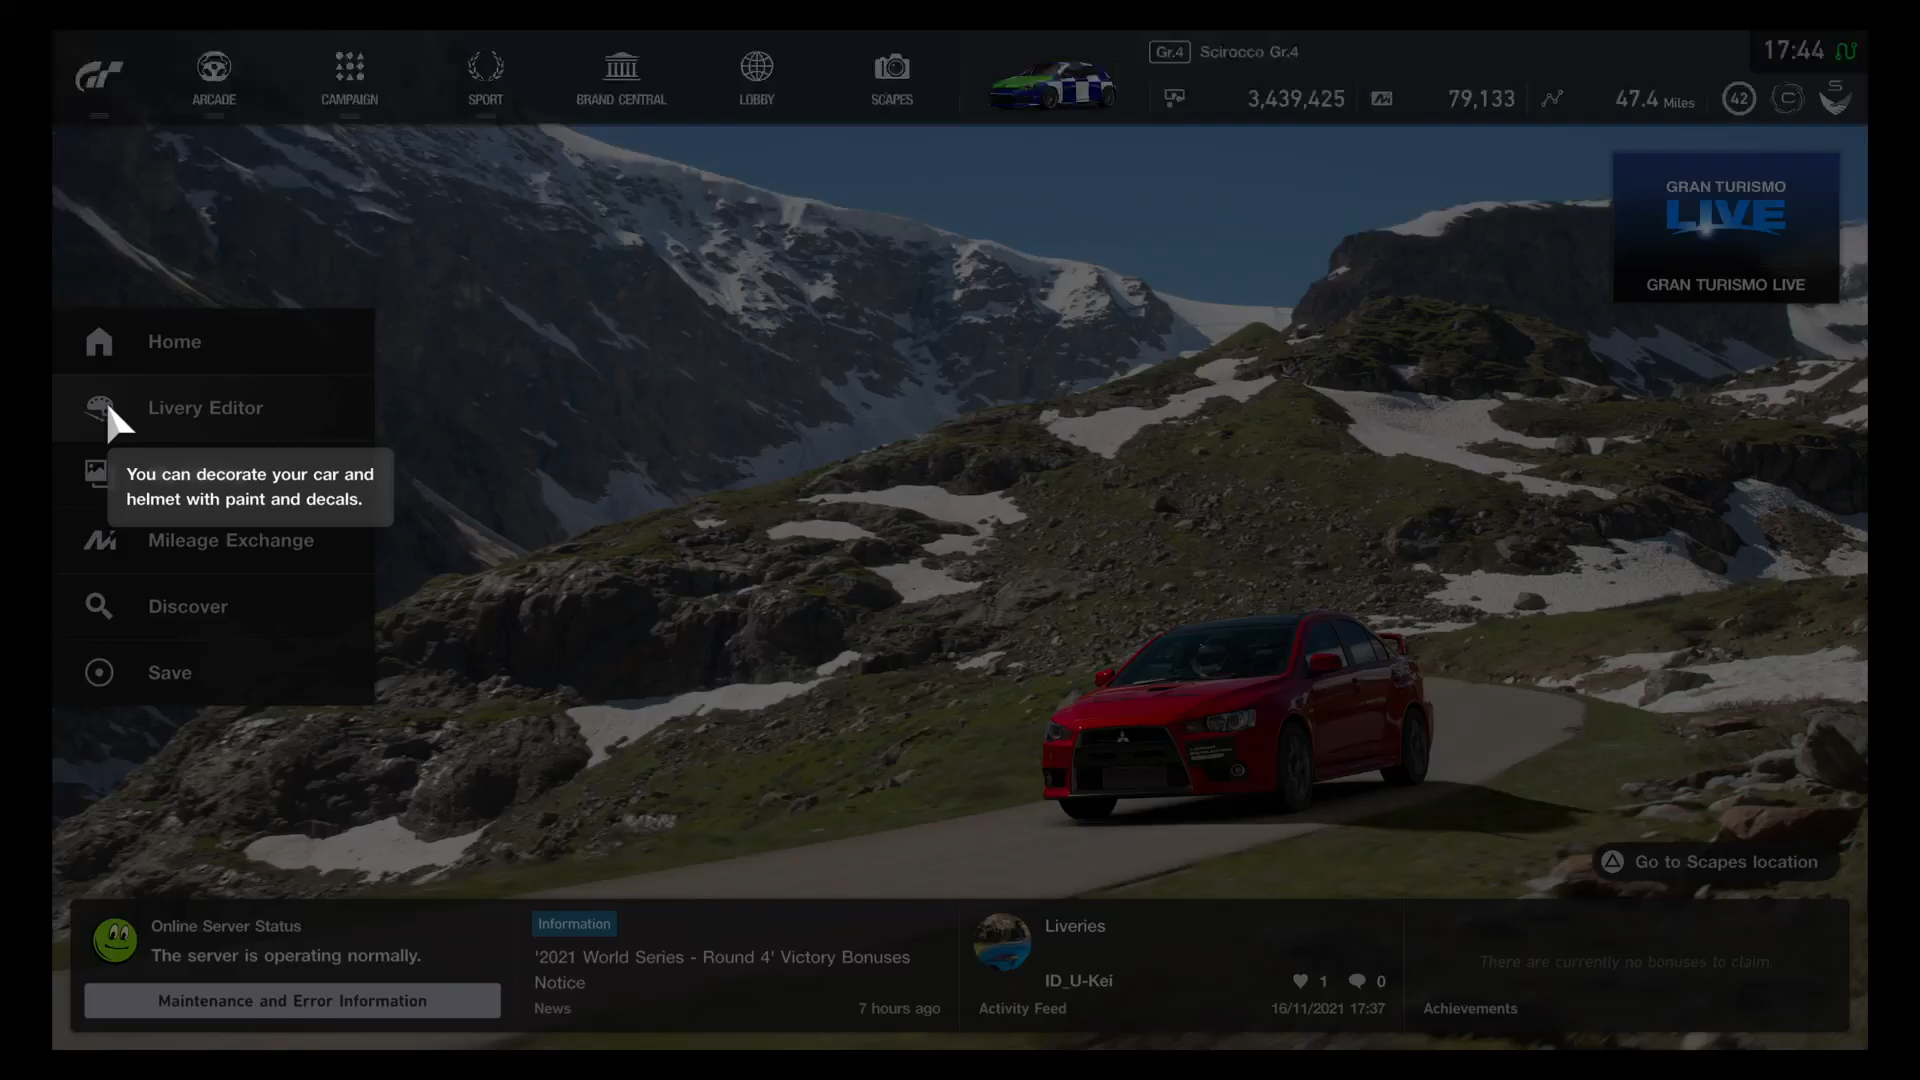 GT
ARCADE
CAMPAIGN
SPORT
BRAND CENTRAL
LOBBY
SCAPES
Gr.4 Scirocco Gr.4
17:44
3,439,425
79,133
47.4 Miles
42
C
S
GRAN TURISMO
LIVE
GRAN TURISMO LIVE
Home
Livery Editor
You can decorate your car and
helmet with paint and decals.
Mileage Exchange
Discover
Save
Go to Scapes location
Online Server Status
The server is operating normally.
Maintenance and Error Information
Information
'2021 World Series - Round 4' Victory Bonuses
Notice
News
7 hours ago
Liveries
ID_U-Kei
1
0
Activity Feed
16/11/2021 17:37
There are currently no bonuses to claim.
Achievements